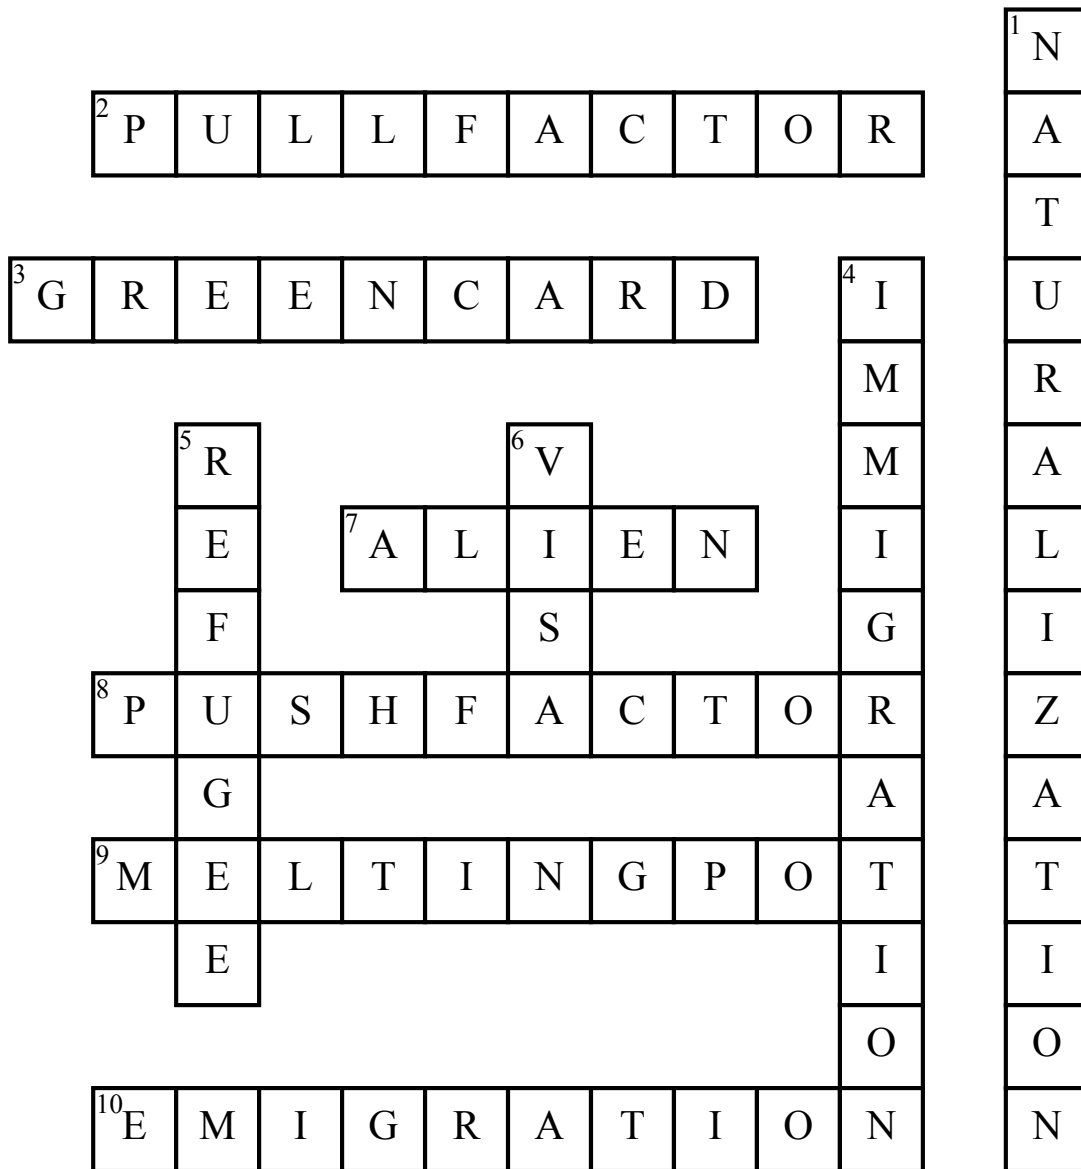 1 N
2 P U L L F A C T O R A
T
3 G R E E N C A R D 4 I U
M R
5 R 6 V M A
E 7 A L I E N I L
F S G I
8 P U S H F A C T O R Z
G A A
9 M E L T I N G P O T T
E I I
O O
10 E M I G R A T I O N N